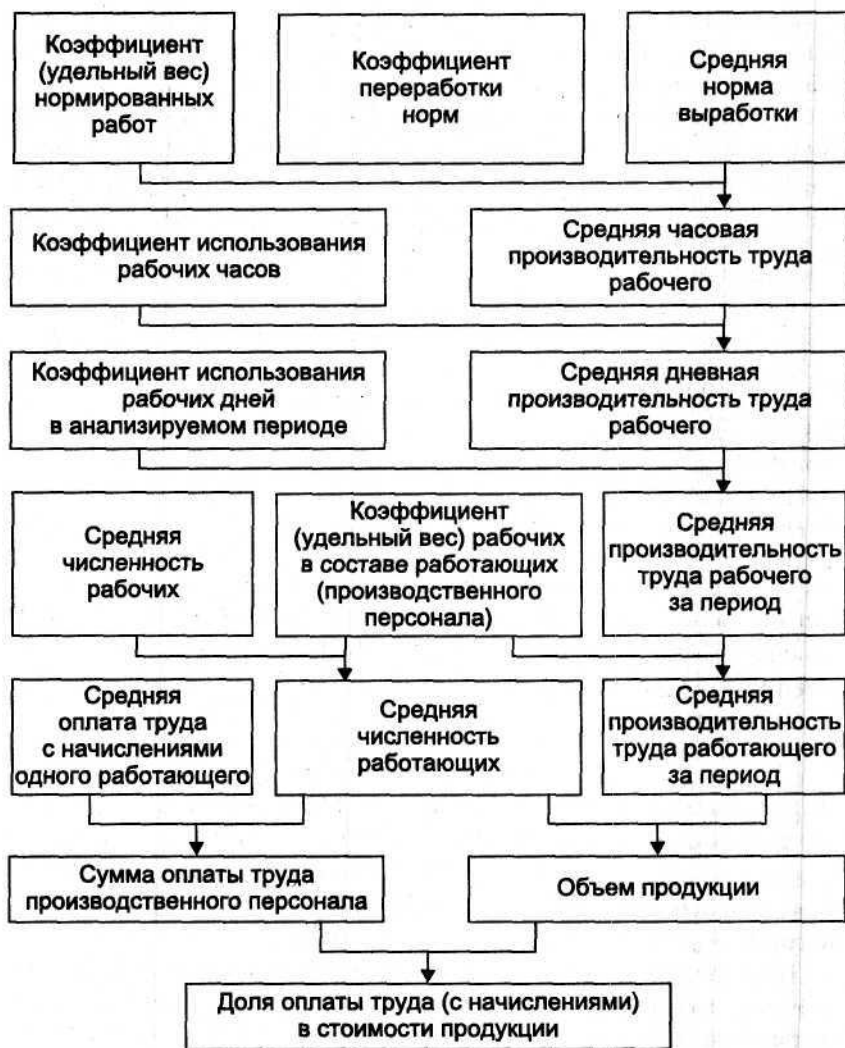 Коэффициент
(удельный вес)
нормированных
работ
Коэффициент
переработки
норм
Средняя
норма
выработки
Коэффициент использования
рабочих часов
Средняя часовая
производительность труда
рабочего
Коэффициент использования
рабочих дней
в анализируемом периоде
Средняя дневная
производительность труда
рабочего
Средняя
численность
рабочих
Коэффициент
(удельный вес) рабочих
в составе работающих
(производственного
персонала)
Средняя
производительность
труда рабочего
за период
Средняя
оплата труда
с начислениями
одного работающего
Средняя
численность
работающих
Средняя
производительность
труда работающего
за период
Сумма оплаты труда
производственного персонала
Объем продукции
Доля оплаты труда (с начислениями)
в стоимости продукции